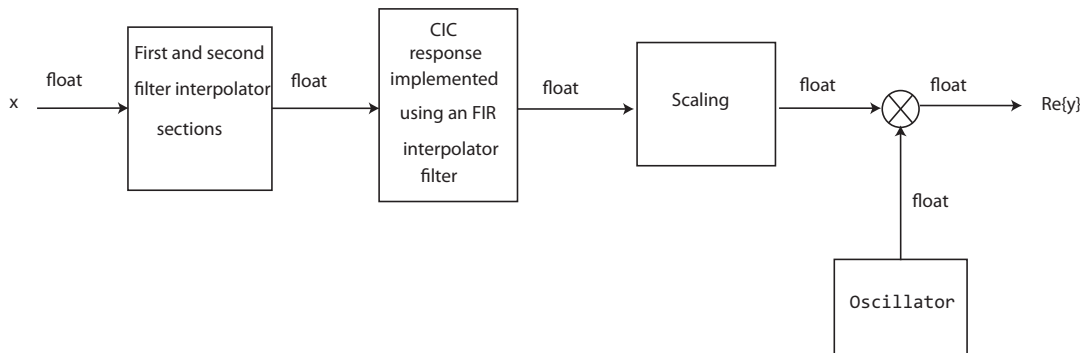 x
float
First and second
filter interpolator
sections
float
CIC
response
implemented
using an FIR
interpolator
filter
float
Scaling
float
float
Re{y}
float
Oscillator